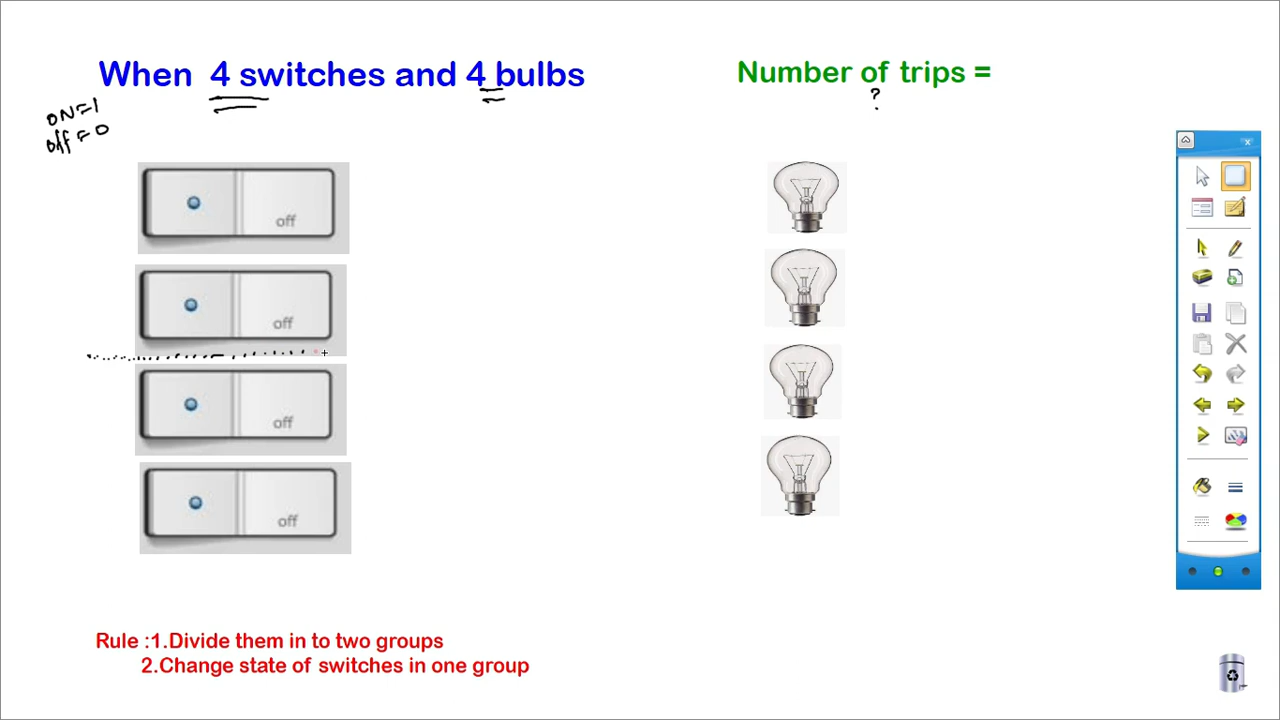 When 4 switches and 4 bulbs
Number of trips =
?
ON=1
off=0
off
off
off
off
Rule :1.Divide them in to two groups
2.Change state of switches in one group